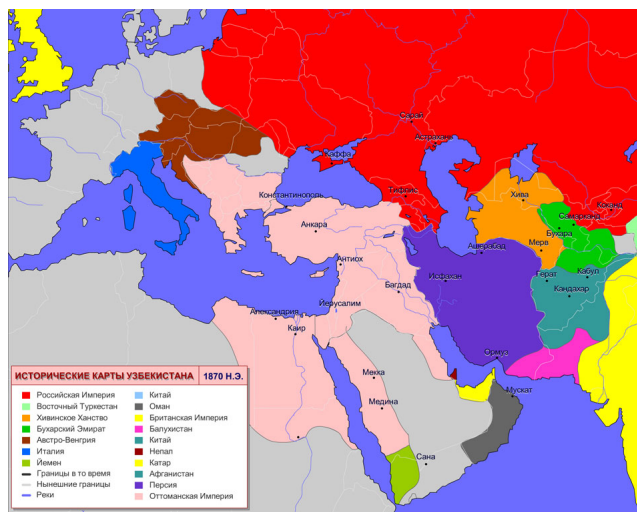 Сарай
Астрахань
Каффа
Тифлис
Хива
Коканд
Самарканд
Бухара
Константинополь
Анкара
Мерв
Ашгабад
Антиох
Исфахан
Герат
Кабул
Багдад
Кандахар
Иерусалим
Александрия
Каир
Ормуз
Мекка
Мускат
Медина
Сана
ИСТОРИЧЕСКИЕ КАРТЫ УЗБЕКИСТАНА 1870 Н.Э.
Российская Империя
Восточный Туркестан
Хивинское Ханство
Бухарский Эмират
Австро-Венгрия
Италия
Йемен
Границы в то время
Нынешние границы
Реки
Китай
Оман
Британская Империя
Балухистан
Китай
Непал
Катар
Афганистан
Персия
Оттоманская Империя